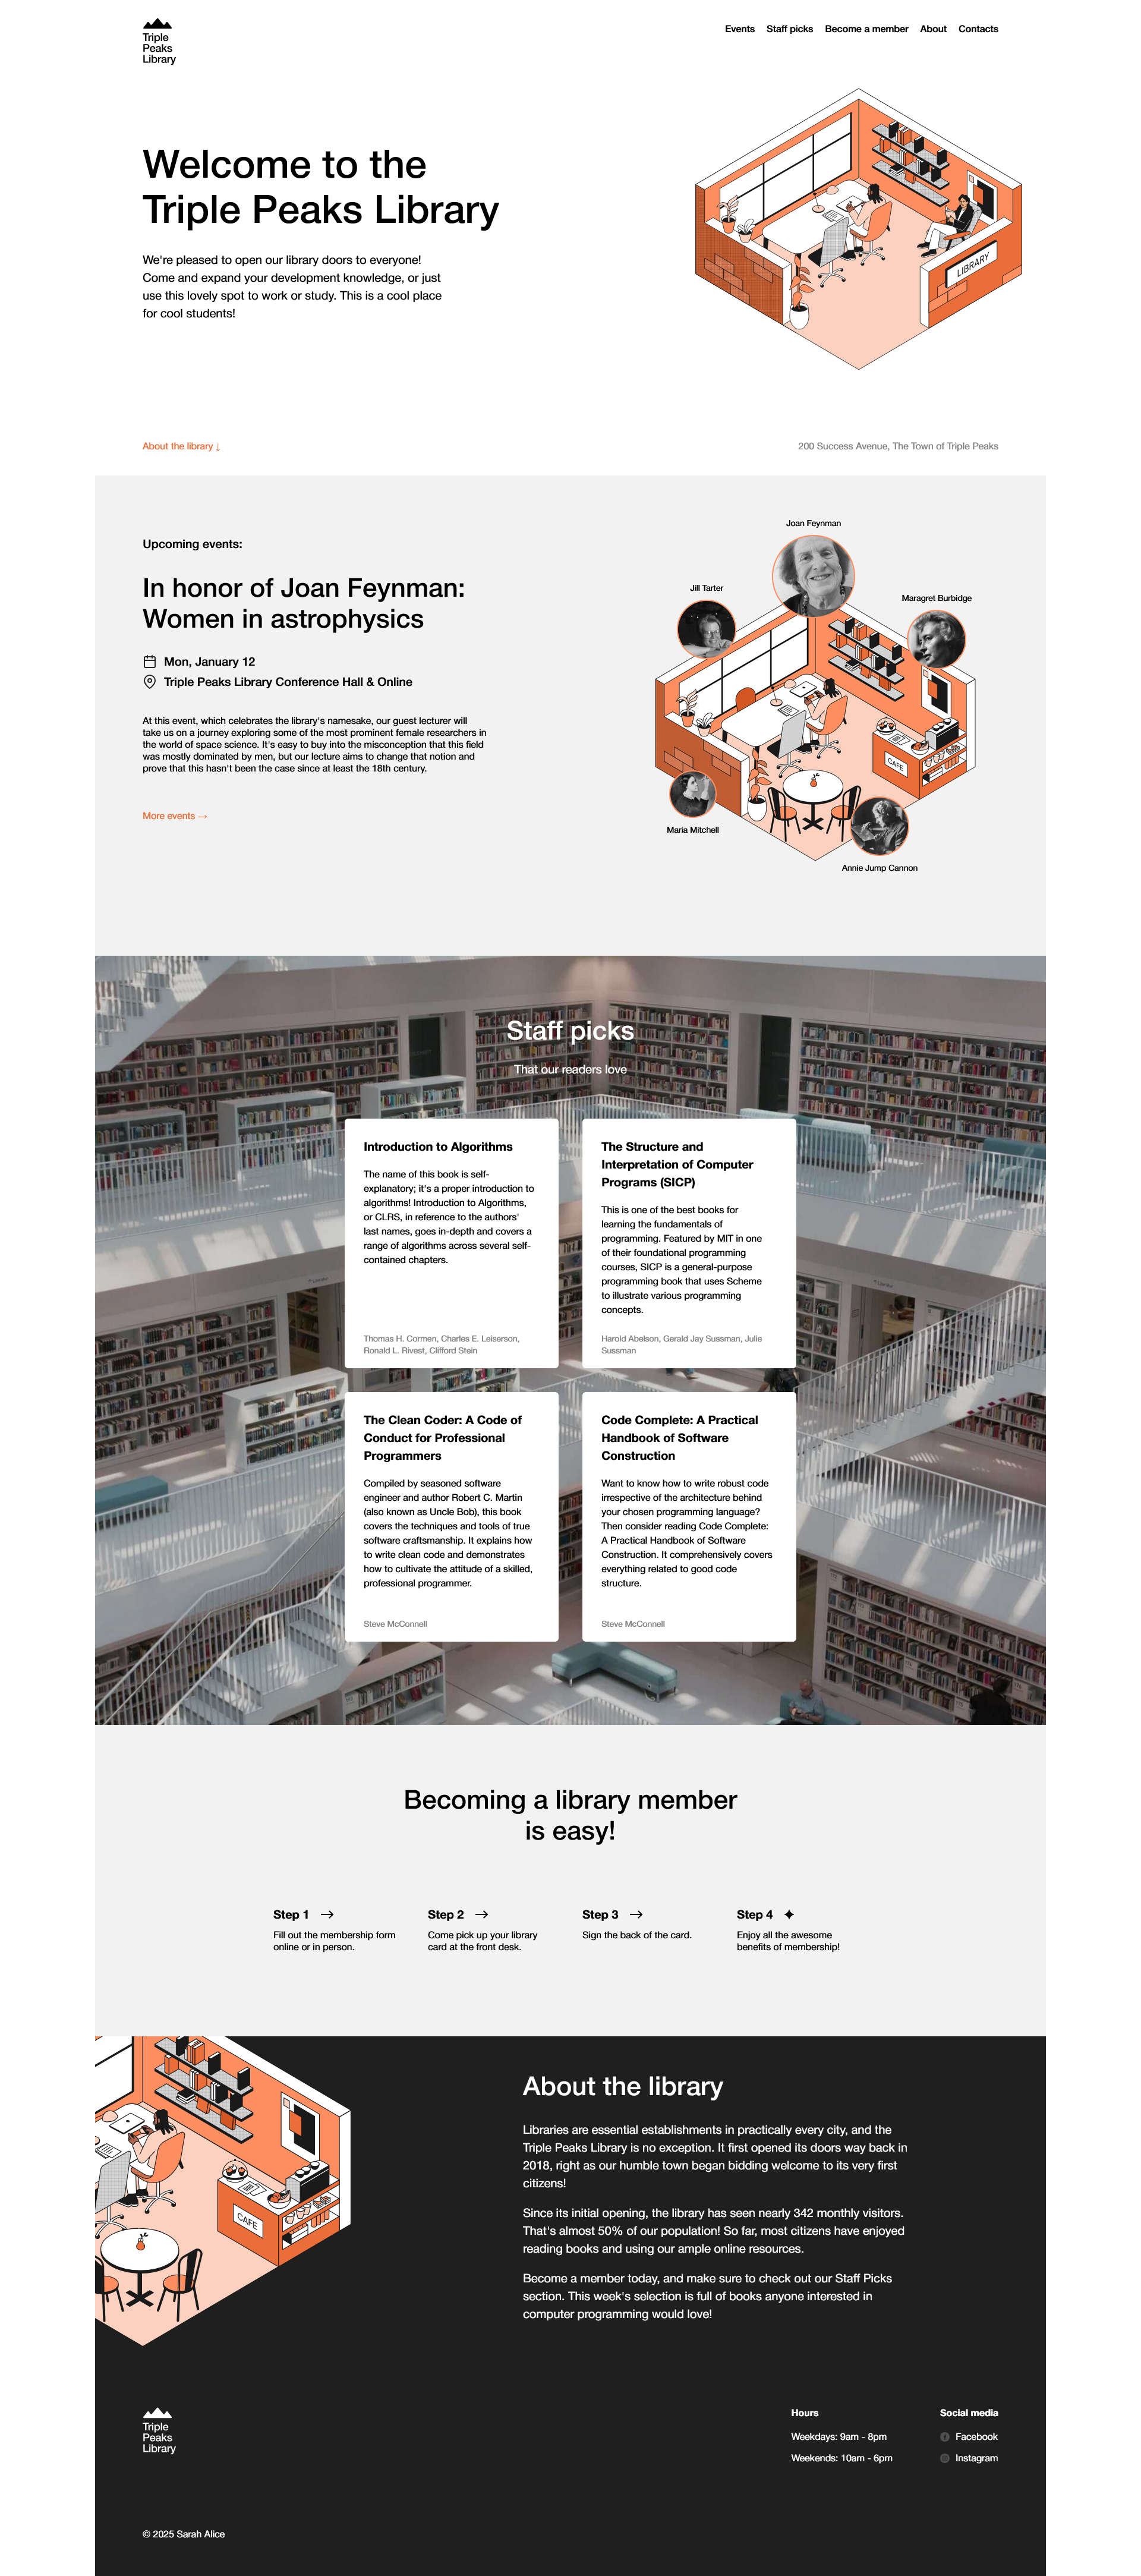 Triple
Peaks
Library
Events Staff picks Become a member About Contacts
Welcome to the
Triple Peaks Library
We're pleased to open our library doors to everyone!
Come and expand your development knowledge, or just
use this lovely spot to work or study. This is a cool place
for cool students!
LIBRARY
About the library ↓
200 Success Avenue, The Town of Triple Peaks
Upcoming events:
In honor of Joan Feynman:
Women in astrophysics
Mon, January 12
Triple Peaks Library Conference Hall & Online
At this event, which celebrates the library's namesake, our guest lecturer will
take us on a journey exploring some of the most prominent female researchers in
the world of space science. It's easy to buy into the misconception that this field
was mostly dominated by men, but our lecture aims to change that notion and
prove that this hasn't been the case since at least the 18th century.
More events →
Joan Feynman
Jill Tarter
Maragret Burbidge
CAFE
Maria Mitchell
Annie Jump Cannon
Staff picks
That our readers love
Introduction to Algorithms
The name of this book is self-
explanatory; it's a proper introduction to
algorithms! Introduction to Algorithms,
or CLRS, in reference to the authors'
last names, goes in-depth and covers a
range of algorithms across several self-
contained chapters.
Thomas H. Cormen, Charles E. Leiserson,
Ronald L. Rivest, Clifford Stein
The Structure and
Interpretation of Computer
Programs (SICP)
This is one of the best books for
learning the fundamentals of
programming. Featured by MIT in one
of their foundational programming
courses, SICP is a general-purpose
programming book that uses Scheme
to illustrate various programming
concepts.
Harold Abelson, Gerald Jay Sussman, Julie
Sussman
The Clean Coder: A Code of
Conduct for Professional
Programmers
Compiled by seasoned software
engineer and author Robert C. Martin
(also known as Uncle Bob), this book
covers the techniques and tools of true
software craftsmanship. It explains how
to write clean code and demonstrates
how to cultivate the attitude of a skilled,
professional programmer.
Steve McConnell
Code Complete: A Practical
Handbook of Software
Construction
Want to know how to write robust code
irrespective of the architecture behind
your chosen programming language?
Then consider reading Code Complete:
A Practical Handbook of Software
Construction. It comprehensively covers
everything related to good code
structure.
Steve McConnell
Becoming a library member
is easy!
Step 1 →
Fill out the membership form
online or in person.
Step 2 →
Come pick up your library
card at the front desk.
Step 3 →
Sign the back of the card.
Step 4
Enjoy all the awesome
benefits of membership!
CAFE
About the library
Libraries are essential establishments in practically every city, and the
Triple Peaks Library is no exception. It first opened its doors way back in
2018, right as our humble town began bidding welcome to its very first
citizens!
Since its initial opening, the library has seen nearly 342 monthly visitors.
That's almost 50% of our population! So far, most citizens have enjoyed
reading books and using our ample online resources.
Become a member today, and make sure to check out our Staff Picks
section. This week's selection is full of books anyone interested in
computer programming would love!
Triple
Peaks
Library
Hours
Weekdays: 9am - 8pm
Weekends: 10am - 6pm
Social media
Facebook
Instagram
© 2025 Sarah Alice